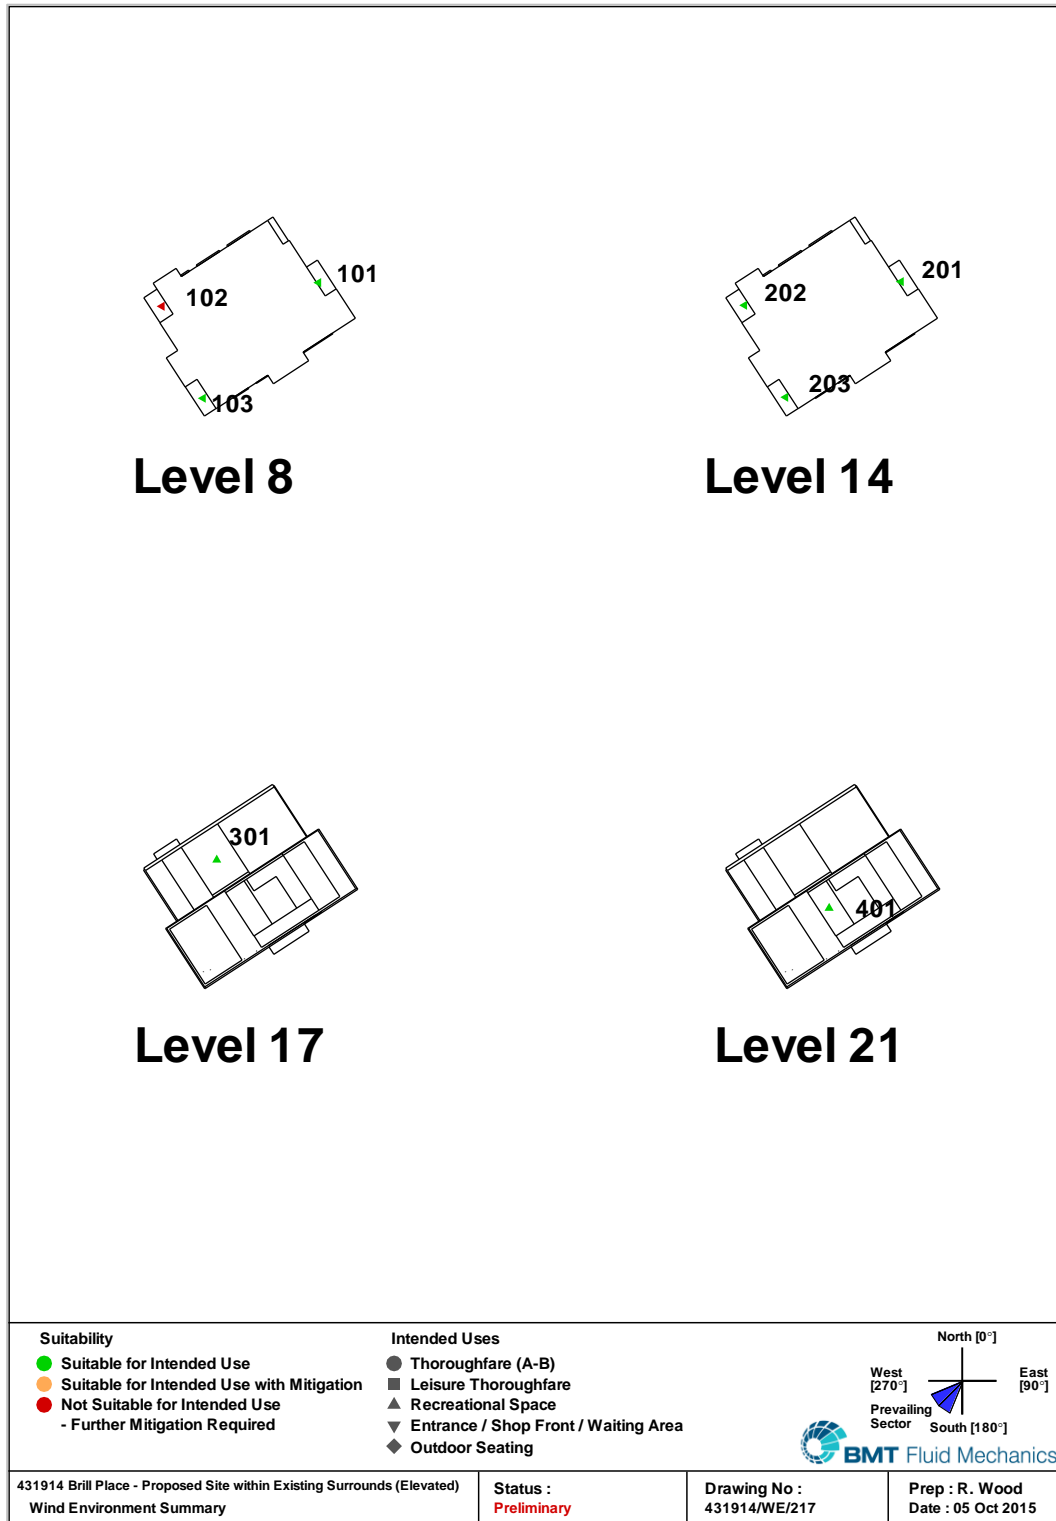 101
102
103
Level 8
201
202
203
Level 14
301
Level 17
401
Level 21
Suitability
Suitable for Intended Use
Suitable for Intended Use with Mitigation
Not Suitable for Intended Use
- Further Mitigation Required
Intended Uses
Thoroughfare (A-B)
Leisure Thoroughfare
Recreational Space
Entrance / Shop Front / Waiting Area
Outdoor Seating
North [0°]
West
[270°]
East
[90°]
Prevailing
Sector
South [180°]
BMT Fluid Mechanics
431914 Brill Place - Proposed Site within Existing Surrounds (Elevated)
Wind Environment Summary
Status :
Preliminary
Drawing No :
431914/WE/217
Prep : R. Wood
Date : 05 Oct 2015